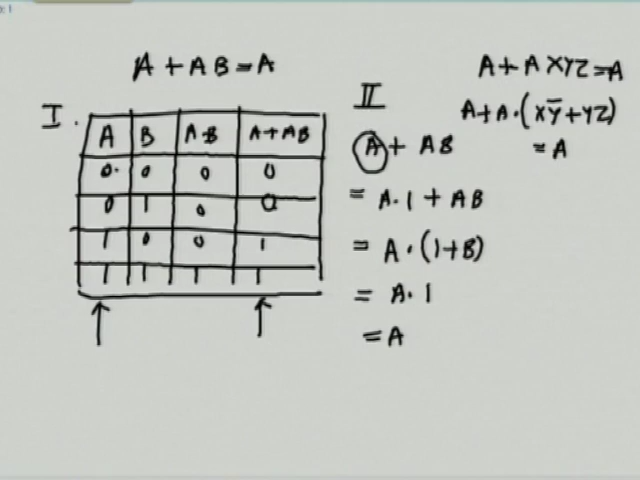 A + AB = A
I.
A B A·B A+AB
0 0 0 0
0 1 0 0
1 0 0 1
1 1 1 1
II
A + AB
= A·1 + AB
= A·(1+B)
= A·1
= A
A + A XYZ = A
A + A·(XȲ + YZ)
= A